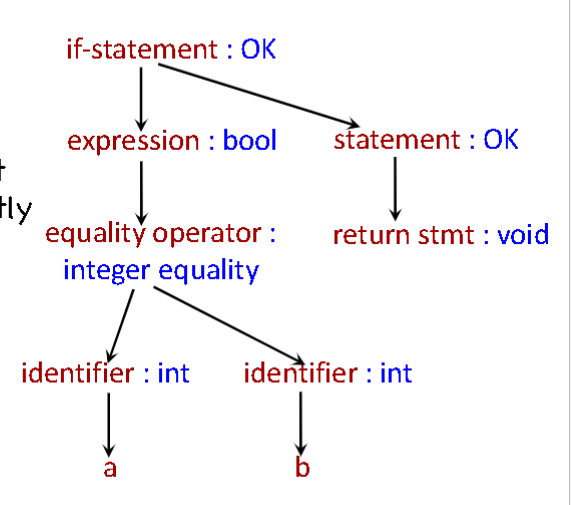 if-statement : OK
expression : bool
statement : OK
tly
equality operator :
integer equality
return stmt : void
identifier : int
identifier : int
a
b